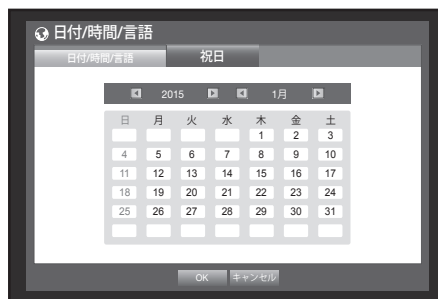 日付/時間/言語
日付/時間/言語 祝日
2015 1月
日 月 火 水 木 金 土
1 2 3
4 5 6 7 8 9 10
11 12 13 14 15 16 17
18 19 20 21 22 23 24
25 26 27 28 29 30 31
OK キャンセル